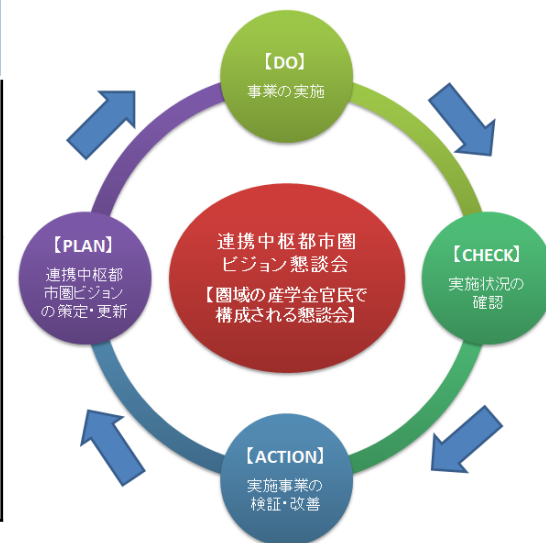 【DO】
事業の実施
【PLAN】
連携中枢都
市圏ビジョン
の策定・更新
連携中枢都市圏
ビジョン懇談会
【圏域の産学金官民で
構成される懇談会】
【CHECK】
実施状況の
確認
【ACTION】
実施事業の
検証・改善